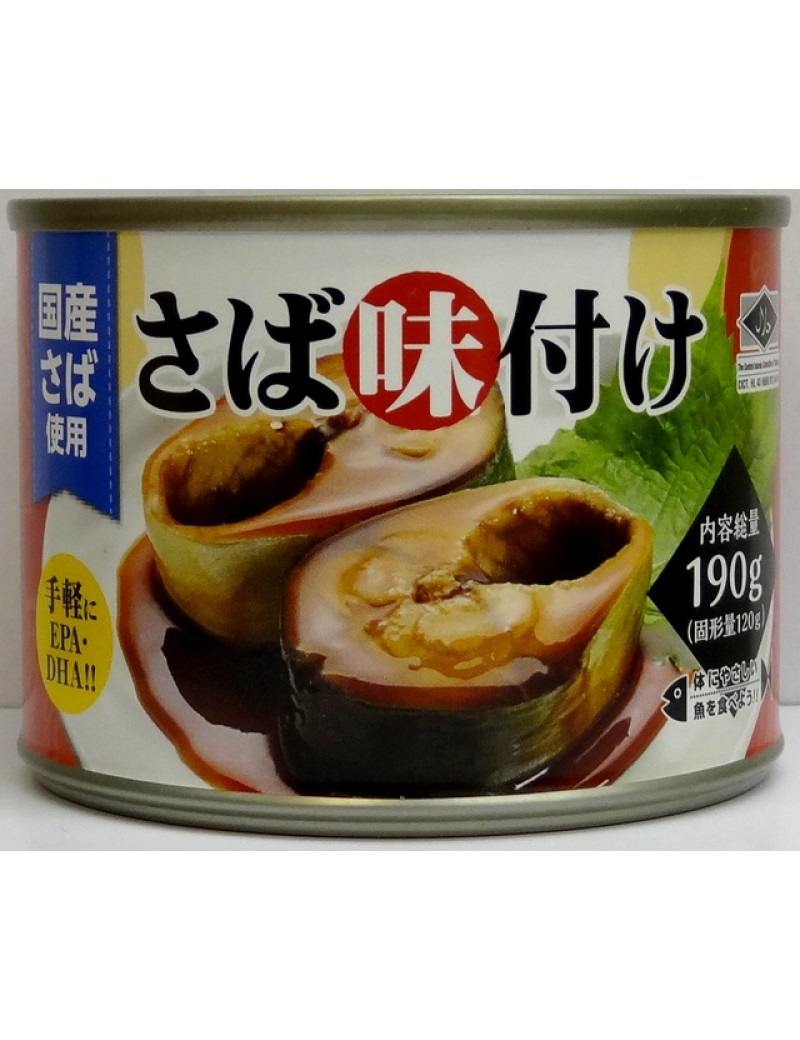 国産
さば
使用
さば味付け
حلال
手軽に
EPA・
DHA!!
内容総量
190g
(固形量120g)
体にやさしい
魚を食べよう!!